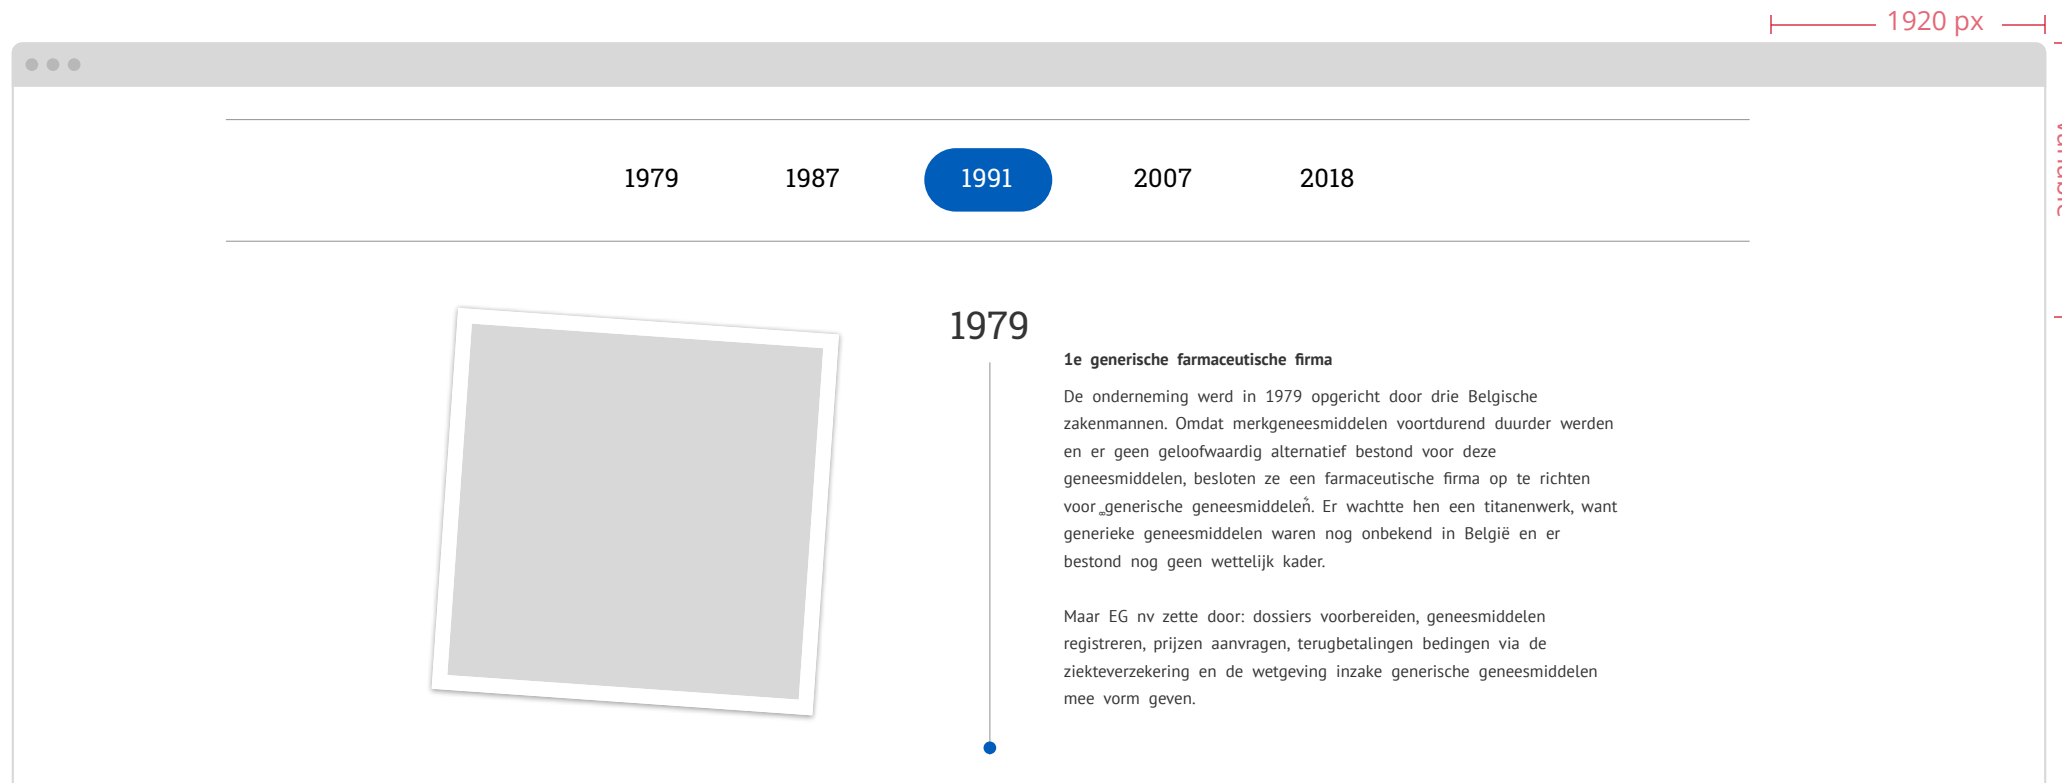 1920 px
1979 1987 1991 2007 2018
1979
1e generische farmaceutische firma
De onderneming werd in 1979 opgericht door drie Belgische
zakenmannen. Omdat merkgeneesmiddelen voortdurend duurder werden
en er geen geloofwaardig alternatief bestond voor deze
geneesmiddelen, besloten ze een farmaceutische firma op te richten
voor generische geneesmiddelen. Er wachtte hen een titanenwerk, want
generieke geneesmiddelen waren nog onbekend in België en er
bestond nog geen wettelijk kader.
Maar EG nv zette door: dossiers voorbereiden, geneesmiddelen
registreren, prijzen aanvragen, terugbetalingen bedingen via de
ziekteverzekering en de wetgeving inzake generische geneesmiddelen
mee vorm geven.